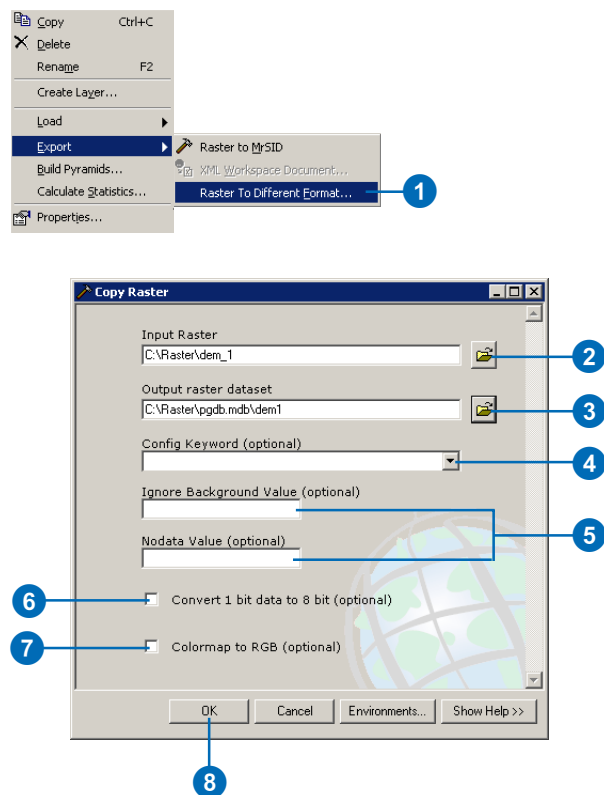 Copy Ctrl+C
Delete
Rename F2
Create Layer...
Load
Export
Raster to MrSID
Build Pyramids...
XML Workspace Document...
Calculate Statistics...
Raster To Different Format... 1
Properties...
Copy Raster
Input Raster
C:\Raster\dem_1 2
Output raster dataset
C:\Raster\pgdb.mdb\dem1 3
Config Keyword (optional)
4
Ignore Background Value (optional)
5
Nodata Value (optional)
6 Convert 1 bit data to 8 bit (optional)
7 Colormap to RGB (optional)
OK Cancel Environments... Show Help >>
8